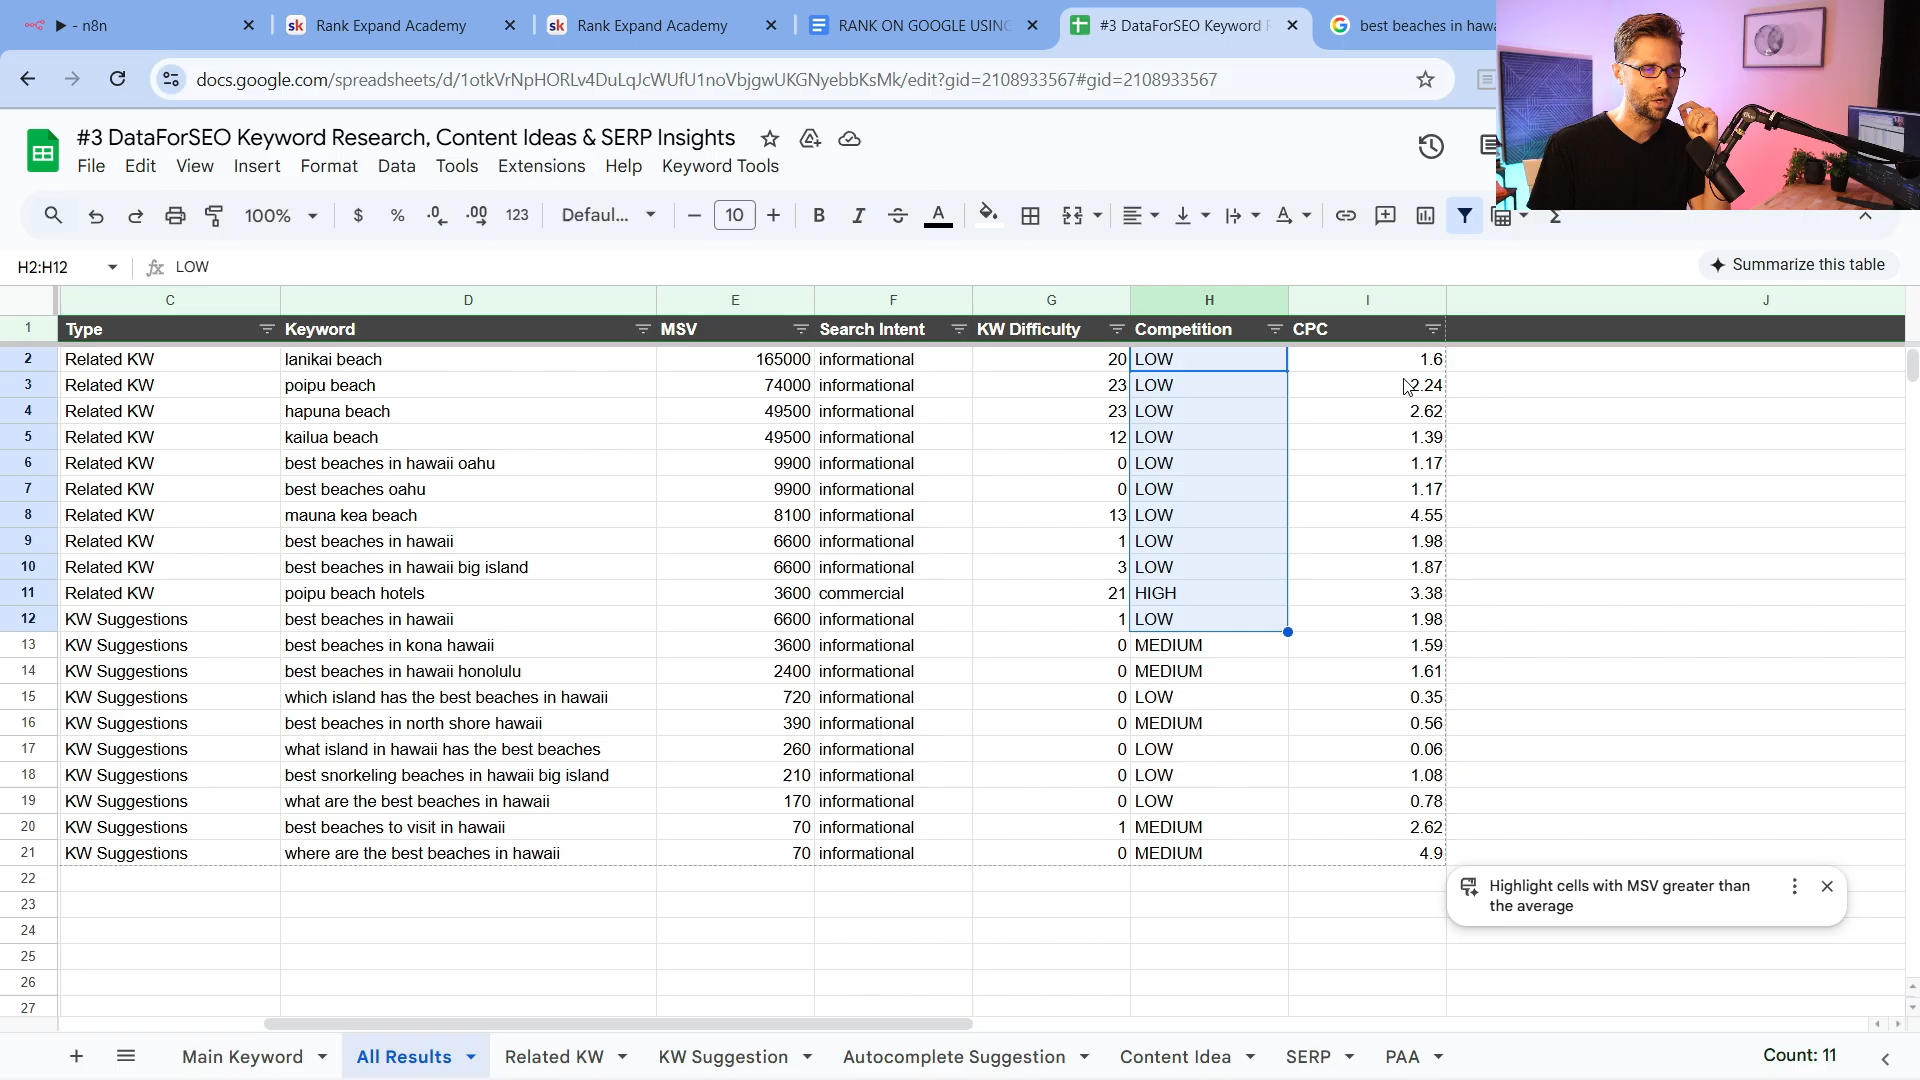 n8n
sk Rank Expand Academy
sk Rank Expand Academy
RANK ON GOOGLE USING
#3 DataForSEO Keyword
best beaches in hawa
docs.google.com/spreadsheets/d/1otkVrNpHORLv4DuLqJcWUfU1noVbjgwUKGNyebbKsMk/edit?gid=2108933567#gid=2108933567
#3 DataForSEO Keyword Research, Content Ideas & SERP Insights
File Edit View Insert Format Data Tools Extensions Help Keyword Tools
100% $ % .0 .00 123 Defaul... 10 B I A
H2:H12 fx LOW
Summarize this table
C D E F G H I J
1 Type Keyword MSV Search Intent KW Difficulty Competition CPC
2 Related KW lanikai beach 165000 informational 20 LOW 1.6
3 Related KW poipu beach 74000 informational 23 LOW 2.24
4 Related KW hapuna beach 49500 informational 23 LOW 2.62
5 Related KW kailua beach 49500 informational 12 LOW 1.39
6 Related KW best beaches in hawaii oahu 9900 informational 0 LOW 1.17
7 Related KW best beaches oahu 9900 informational 0 LOW 1.17
8 Related KW mauna kea beach 8100 informational 13 LOW 4.55
9 Related KW best beaches in hawaii 6600 informational 1 LOW 1.98
10 Related KW best beaches in hawaii big island 6600 informational 3 LOW 1.87
11 Related KW poipu beach hotels 3600 commercial 21 HIGH 3.38
12 KW Suggestions best beaches in hawaii 6600 informational 1 LOW 1.98
13 KW Suggestions best beaches in kona hawaii 3600 informational 0 MEDIUM 1.59
14 KW Suggestions best beaches in hawaii honolulu 2400 informational 0 MEDIUM 1.61
15 KW Suggestions which island has the best beaches in hawaii 720 informational 0 LOW 0.35
16 KW Suggestions best beaches in north shore hawaii 390 informational 0 MEDIUM 0.56
17 KW Suggestions what island in hawaii has the best beaches 260 informational 0 LOW 0.06
18 KW Suggestions best snorkeling beaches in hawaii big island 210 informational 0 LOW 1.08
19 KW Suggestions what are the best beaches in hawaii 170 informational 0 LOW 0.78
20 KW Suggestions best beaches to visit in hawaii 70 informational 1 MEDIUM 2.62
21 KW Suggestions where are the best beaches in hawaii 70 informational 0 MEDIUM 4.9
22
23
24
25
26
27
Highlight cells with MSV greater than
the average
Main Keyword All Results Related KW KW Suggestion Autocomplete Suggestion Content Idea SERP PAA Count: 11